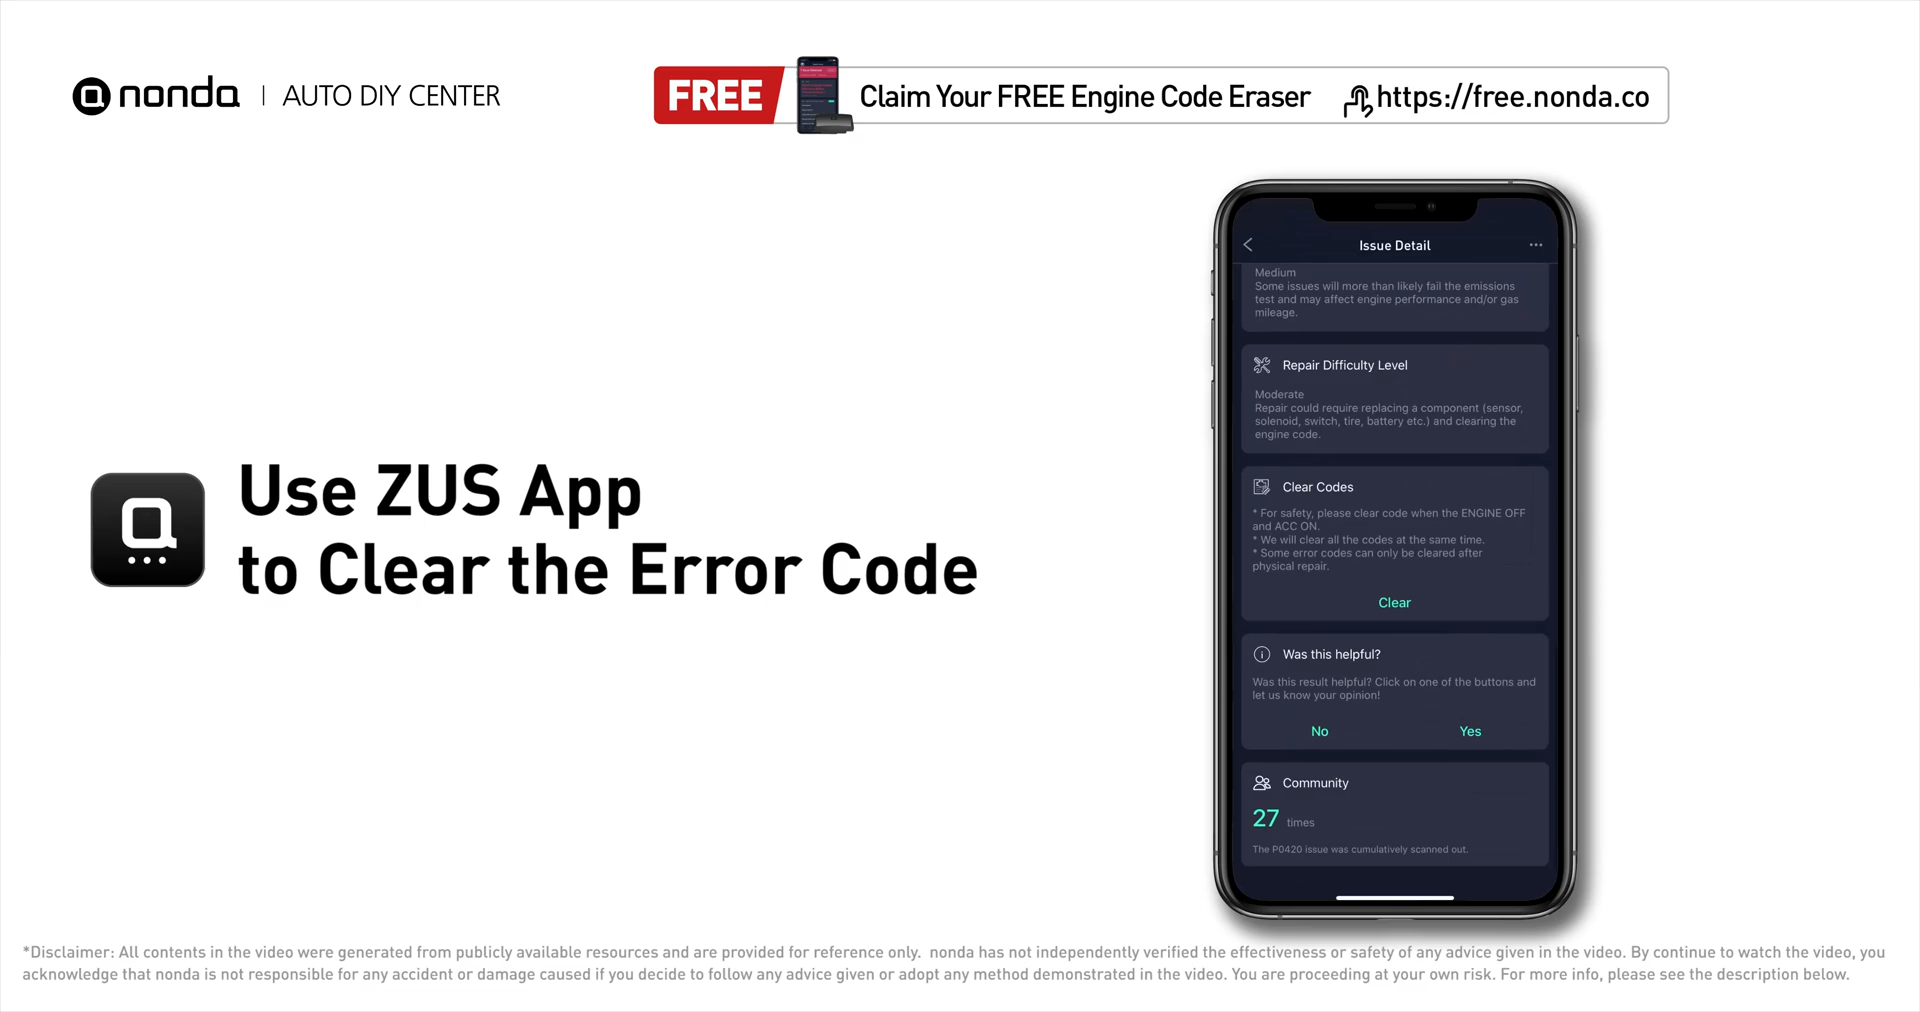 nonda | AUTO DIY CENTER
FREE Claim Your FREE Engine Code Eraser https://free.nonda.co
Use ZUS App
to Clear the Error Code
Issue Detail
Medium
Some issues will more than likely fail the emissions
test and may affect engine performance and/or gas
mileage.
Repair Difficulty Level
Moderate
Repair could require replacing a component (sensor,
solenoid, switch, tire, battery etc.) and clearing the
engine code.
Clear Codes
* For safety, please clear code when the ENGINE OFF
and ACC ON.
* We will clear all the codes at the same time.
* Some error codes can only be cleared after
physical repair.
Clear
Was this helpful?
Was this result helpful? Click on one of the buttons and
let us know your opinion!
No Yes
Community
27 times
The P0420 issue was cumulatively scanned out.
*Disclaimer: All contents in the video were generated from publicly available resources and are provided for reference only. nonda has not independently verified the effectiveness or safety of any advice given in the video. By continue to watch the video, you
acknowledge that nonda is not responsible for any accident or damage caused if you decide to follow any advice given or adopt any method demonstrated in the video. You are proceeding at your own risk. For more info, please see the description below.